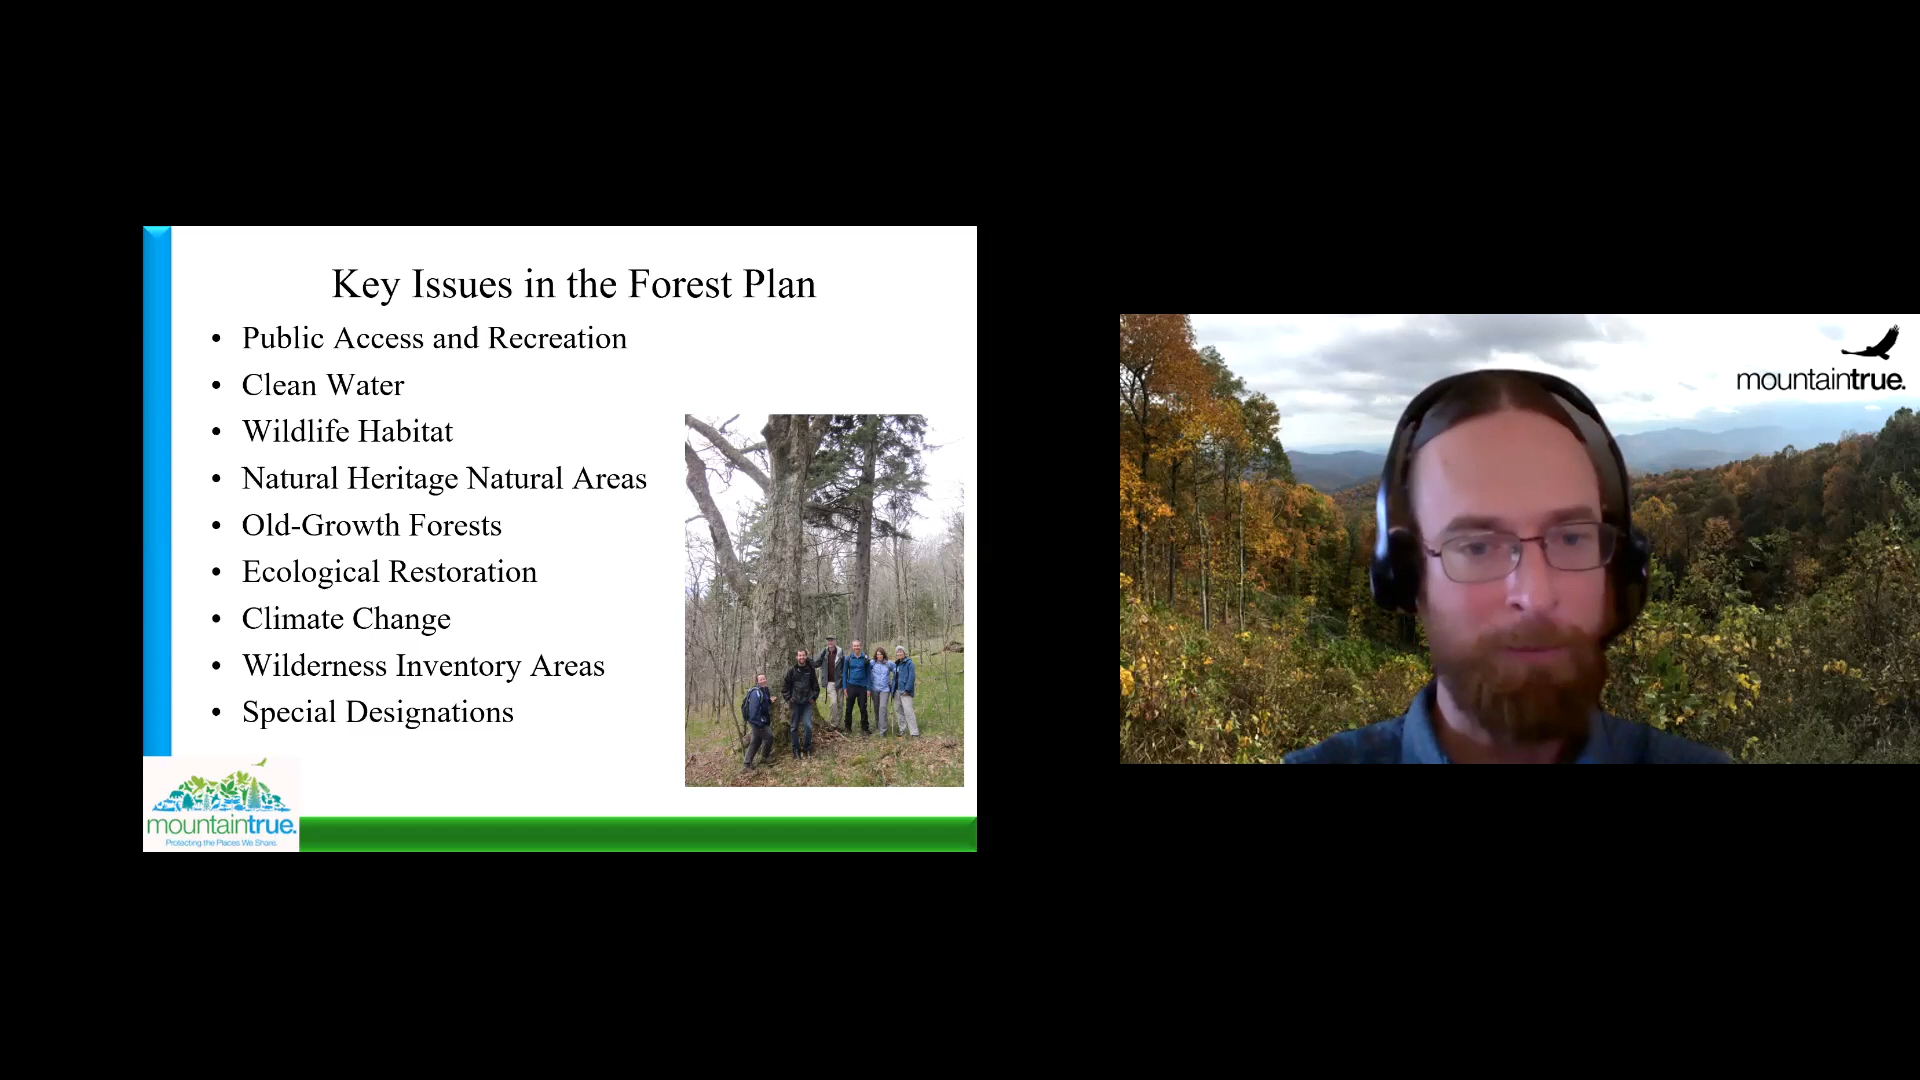 Key Issues in the Forest Plan
• Public Access and Recreation
• Clean Water
• Wildlife Habitat
• Natural Heritage Natural Areas
• Old-Growth Forests
• Ecological Restoration
• Climate Change
• Wilderness Inventory Areas
• Special Designations
mountaintrue.
Protecting the Places We Share.
mountaintrue.